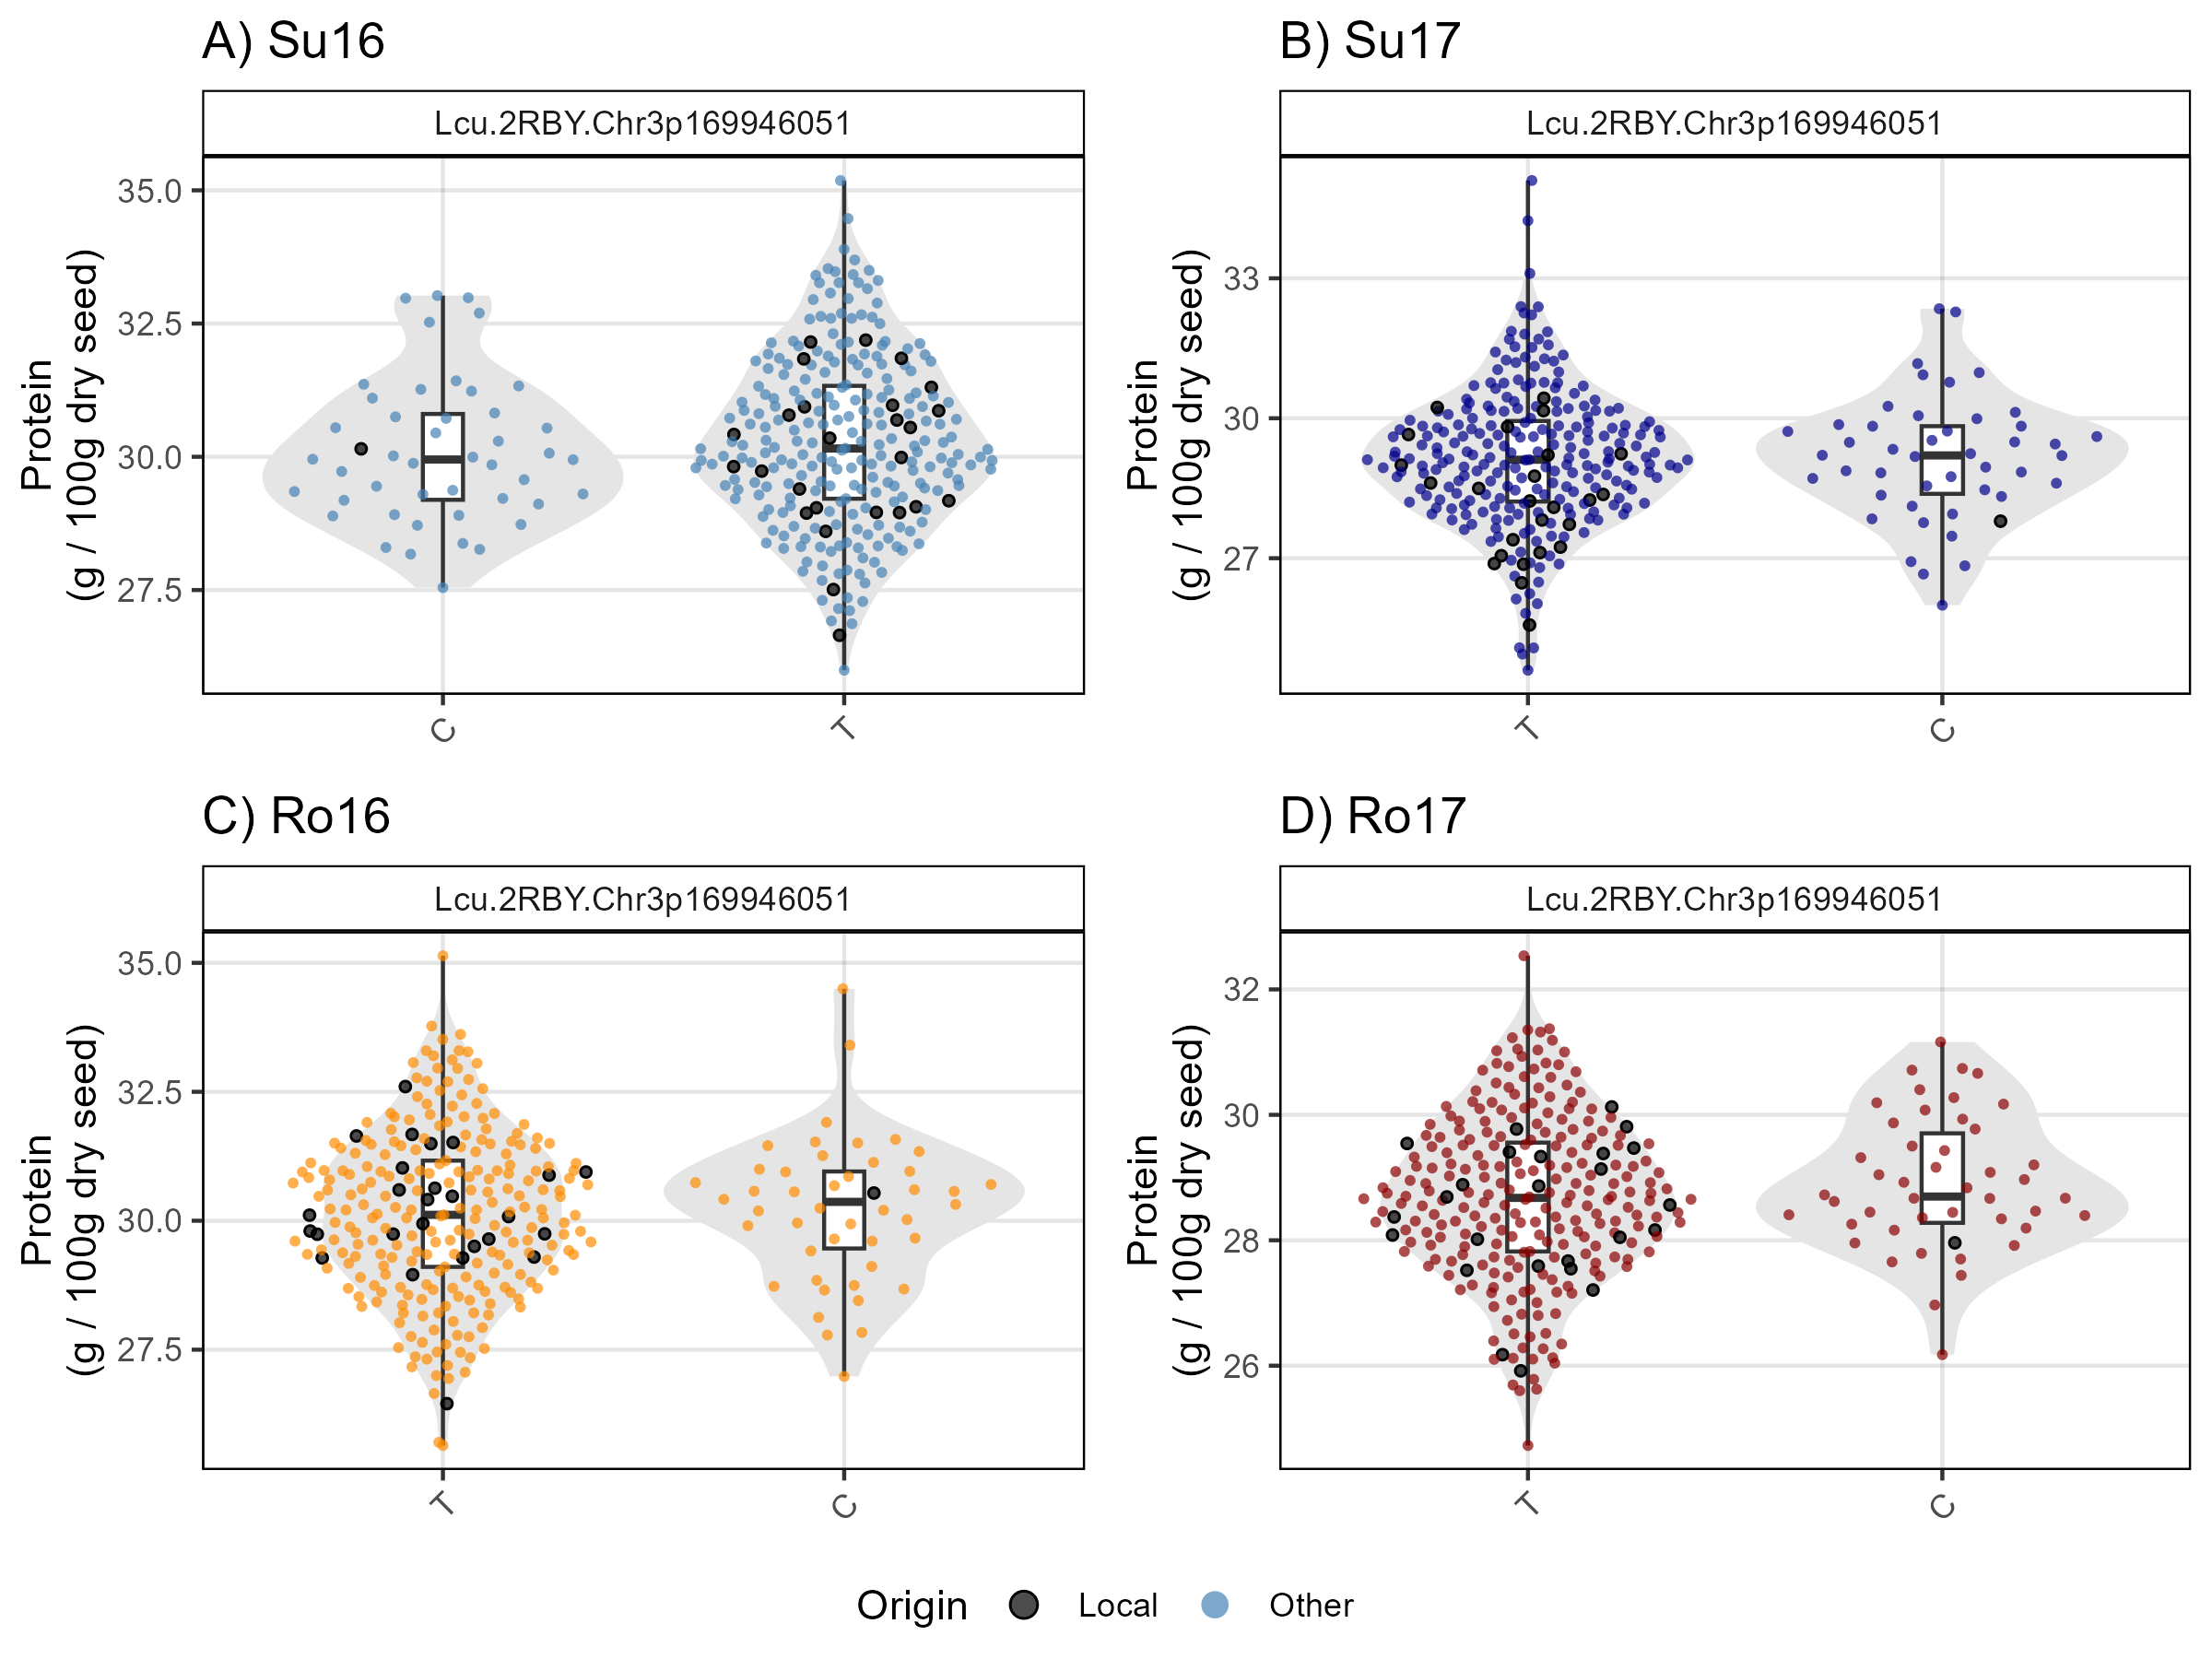 A) Su16
Lcu.2RBY.Chr3p169946051
Protein
(g / 100g dry seed)
35.0
32.5
30.0
27.5
C
T
B) Su17
Lcu.2RBY.Chr3p169946051
Protein
(g / 100g dry seed)
33
30
27
T
C
C) Ro16
Lcu.2RBY.Chr3p169946051
Protein
(g / 100g dry seed)
35.0
32.5
30.0
27.5
T
C
D) Ro17
Lcu.2RBY.Chr3p169946051
Protein
(g / 100g dry seed)
32
30
28
26
T
C
Origin Local Other